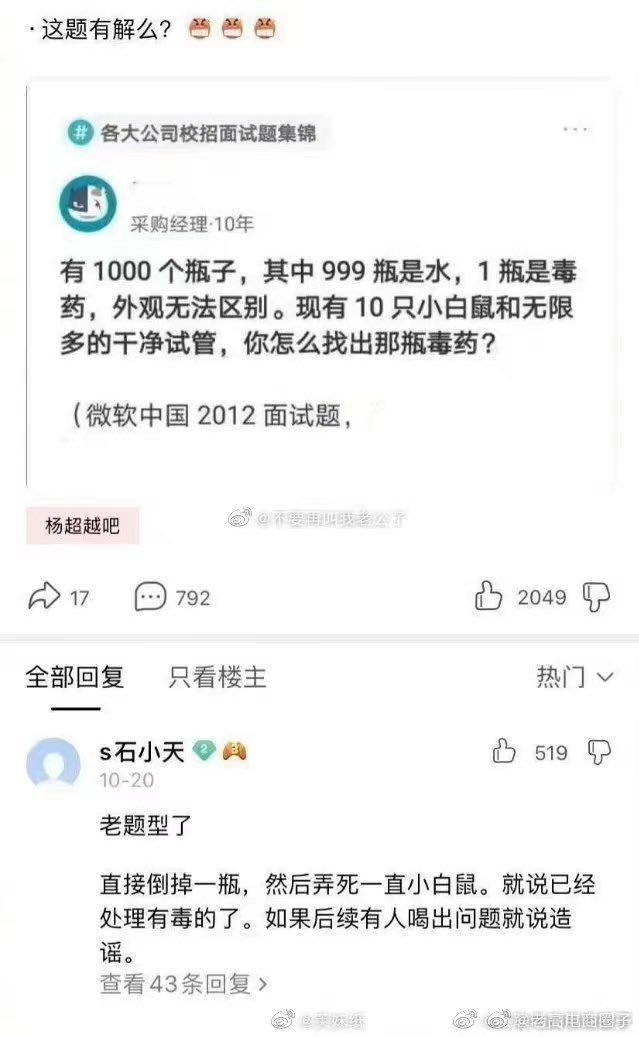 · 这题有解么?
# 各大公司校招面试题集锦
采购经理·10年
有 1000 个瓶子，其中 999 瓶是水，1 瓶是毒
药，外观无法区别。现有 10 只小白鼠和无限
多的干净试管，你怎么找出那瓶毒药？
（微软中国 2012 面试题，
杨超越吧
@不要再叫我老公了
17
792
2049
全部回复
只看楼主
热门
s石小天
2
3
519
10-20
老题型了
直接倒掉一瓶，然后弄死一直小白鼠。就说已经
处理有毒的了。如果后续有人喝出问题就说造
谣。
查看43条回复
@老高电商圈子